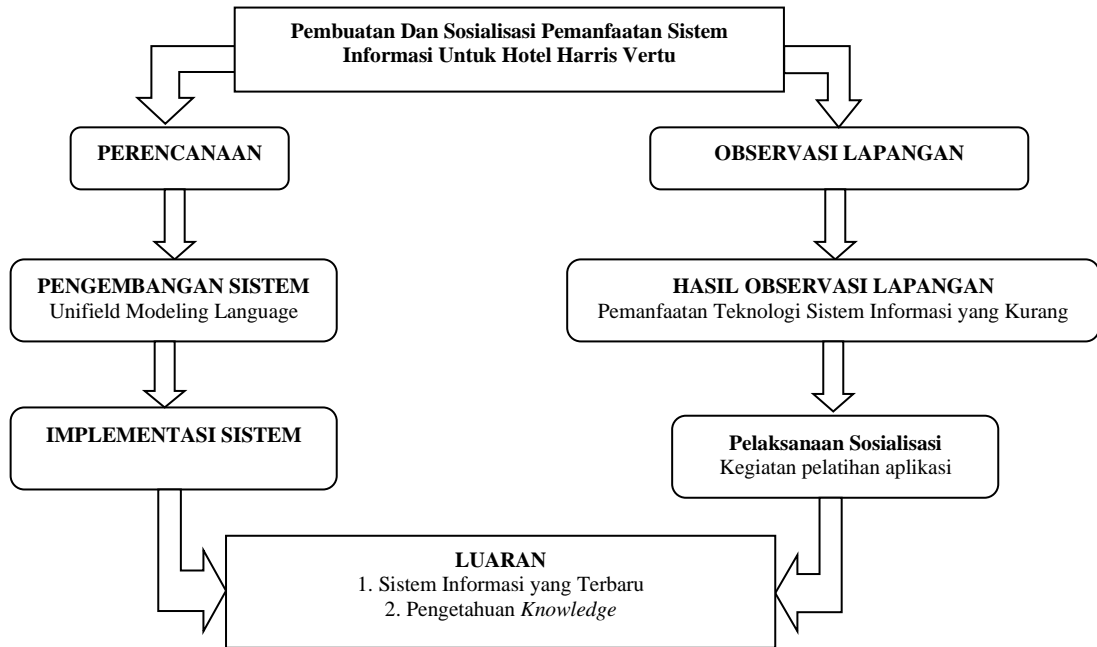 Pembuatan Dan Sosialisasi Pemanfaatan Sistem
Informasi Untuk Hotel Harris Vertu
PERENCANAAN
OBSERVASI LAPANGAN
PENGEMBANGAN SISTEM
Unifield Modeling Language
HASIL OBSERVASI LAPANGAN
Pemanfaatan Teknologi Sistem Informasi yang Kurang
IMPLEMENTASI SISTEM
Pelaksanaan Sosialisasi
Kegiatan pelatihan aplikasi
LUARAN
1. Sistem Informasi yang Terbaru
2. Pengetahuan Knowledge